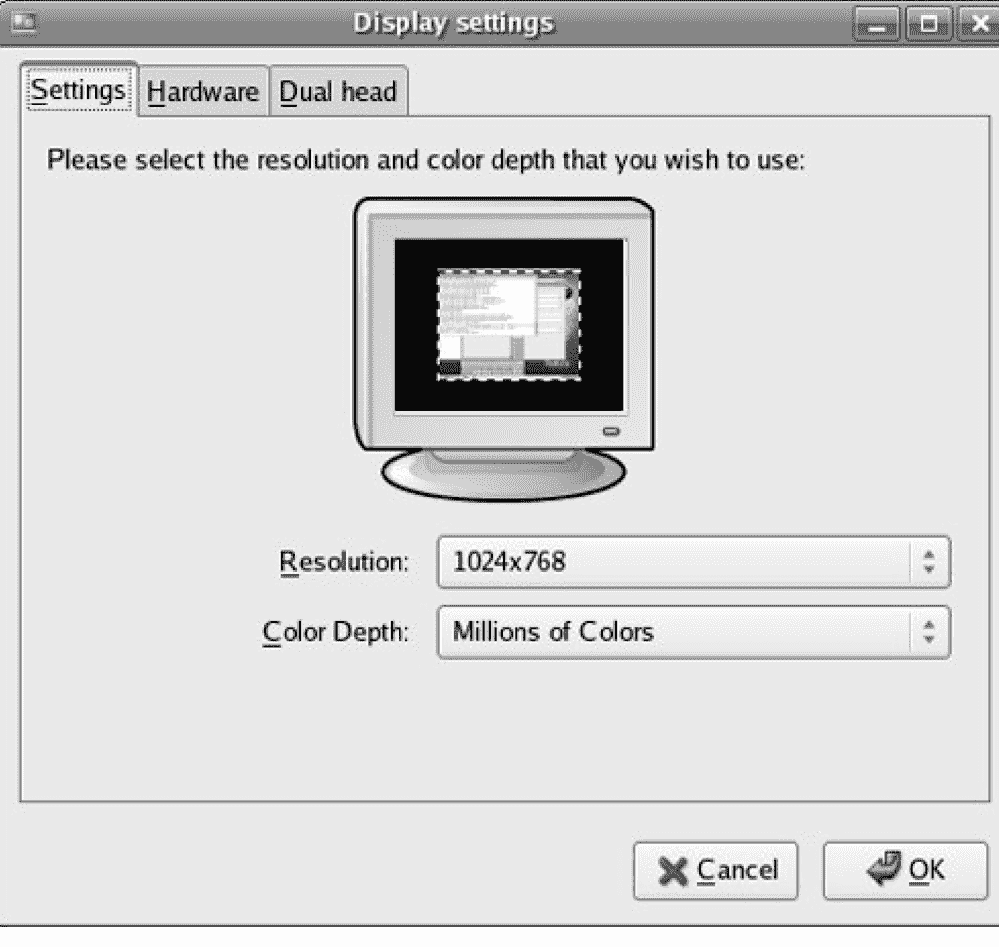 Display settings
Settings Hardware Dual head
Please select the resolution and color depth that you wish to use:
Resolution: 1024x768
Color Depth: Millions of Colors
Cancel OK